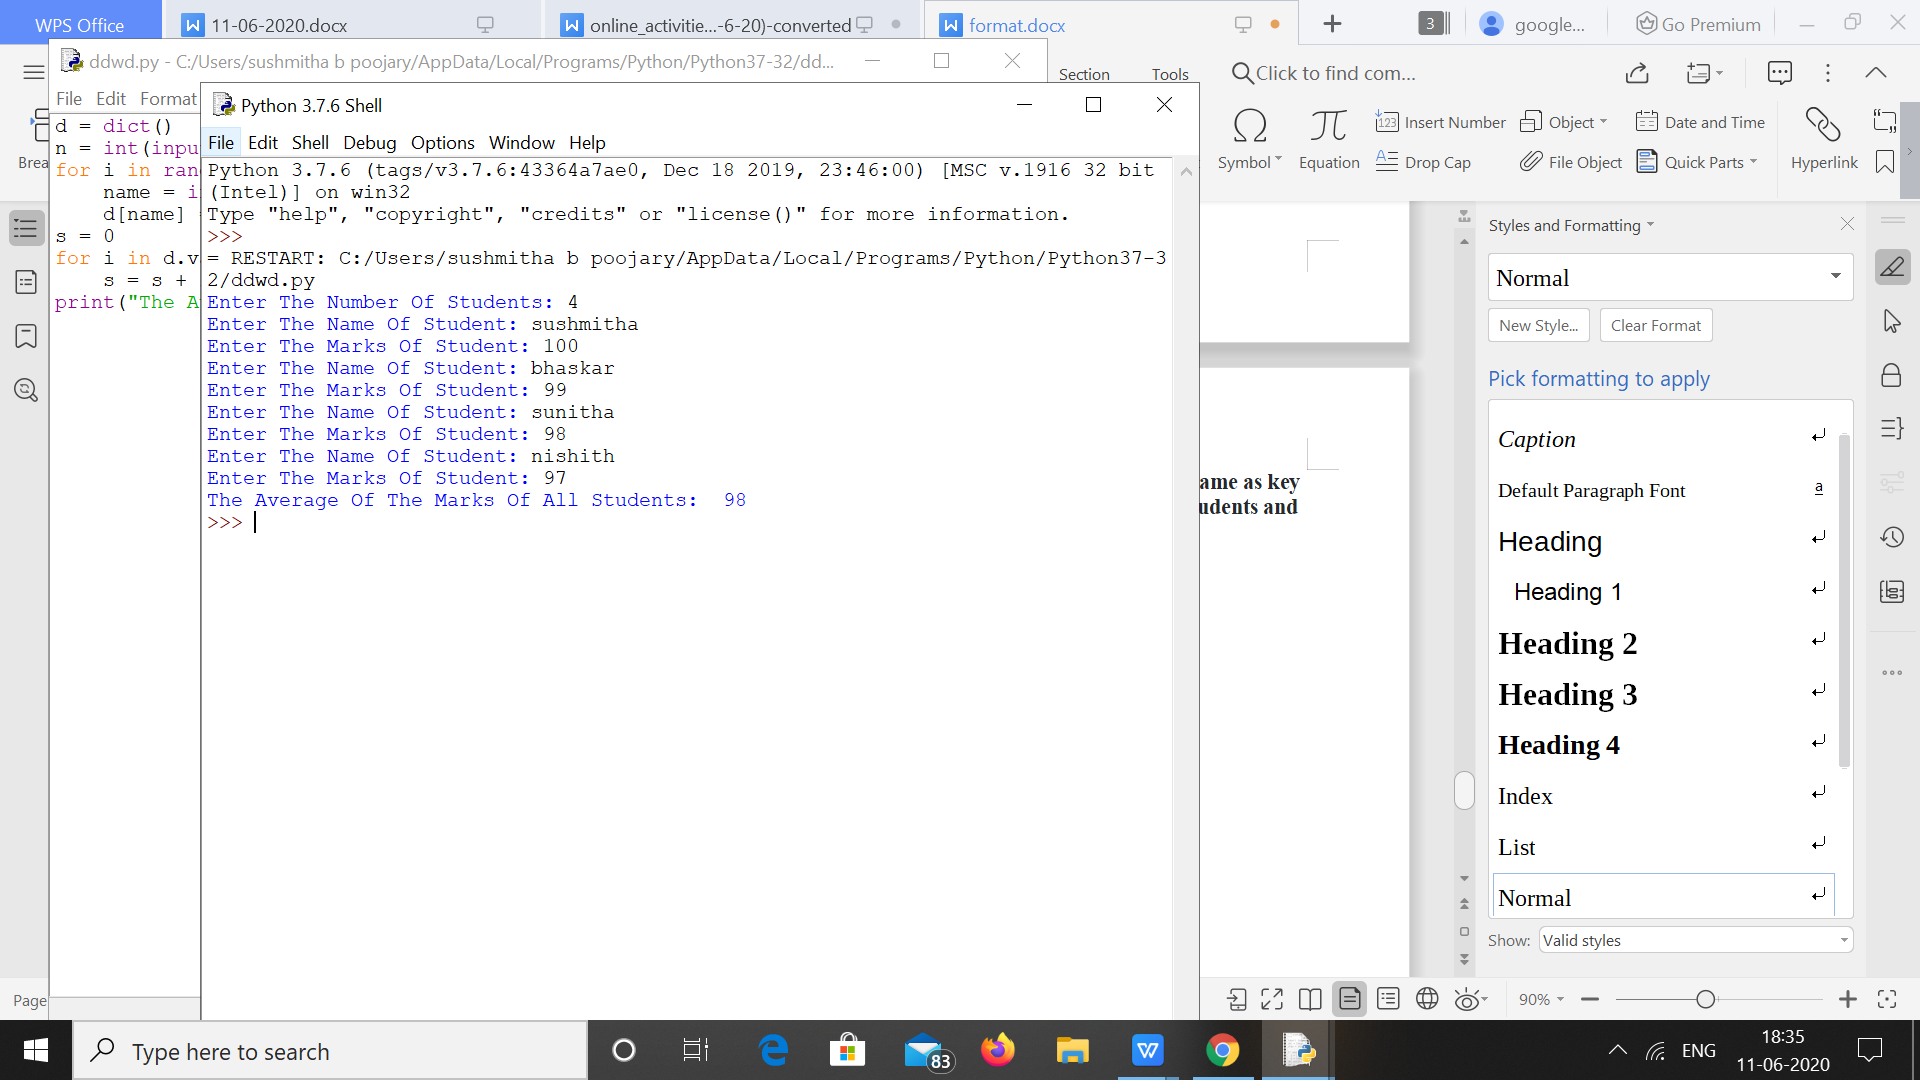 WPS Office
11-06-2020.docx
online_activitie...-6-20)-converted
format.docx
3
google...
Go Premium
ddwd.py - C:/Users/sushmitha b poojary/AppData/Local/Programs/Python/Python37-32/dd...
Section
Tools
Click to find com...
File Edit Format
Python 3.7.6 Shell
File Edit Shell Debug Options Window Help
Symbol
Equation
Insert Number
Drop Cap
Object
File Object
Date and Time
Quick Parts
Hyperlink
Brea
d = dict()
n = int(inpu
for i in ran
name = i
d[name]
s = 0
for i in d.v
s = s +
print("The A
Python 3.7.6 (tags/v3.7.6:43364a7ae0, Dec 18 2019, 23:46:00) [MSC v.1916 32 bit
(Intel)] on win32
Type "help", "copyright", "credits" or "license()" for more information.
>>>
= RESTART: C:/Users/sushmitha b poojary/AppData/Local/Programs/Python/Python37-3
2/ddwd.py
Enter The Number Of Students: 4
Enter The Name Of Student: sushmitha
Enter The Marks Of Student: 100
Enter The Name Of Student: bhaskar
Enter The Marks Of Student: 99
Enter The Name Of Student: sunitha
Enter The Marks Of Student: 98
Enter The Name Of Student: nishith
Enter The Marks Of Student: 97
The Average Of The Marks Of All Students:  98
>>>
ame as key
udents and
Styles and Formatting
Normal
New Style...
Clear Format
Pick formatting to apply
Caption
Default Paragraph Font
a
Heading
Heading 1
Heading 2
Heading 3
Heading 4
Index
List
Normal
Show: Valid styles
Page
90%
Type here to search
83
ENG
18:35
11-06-2020